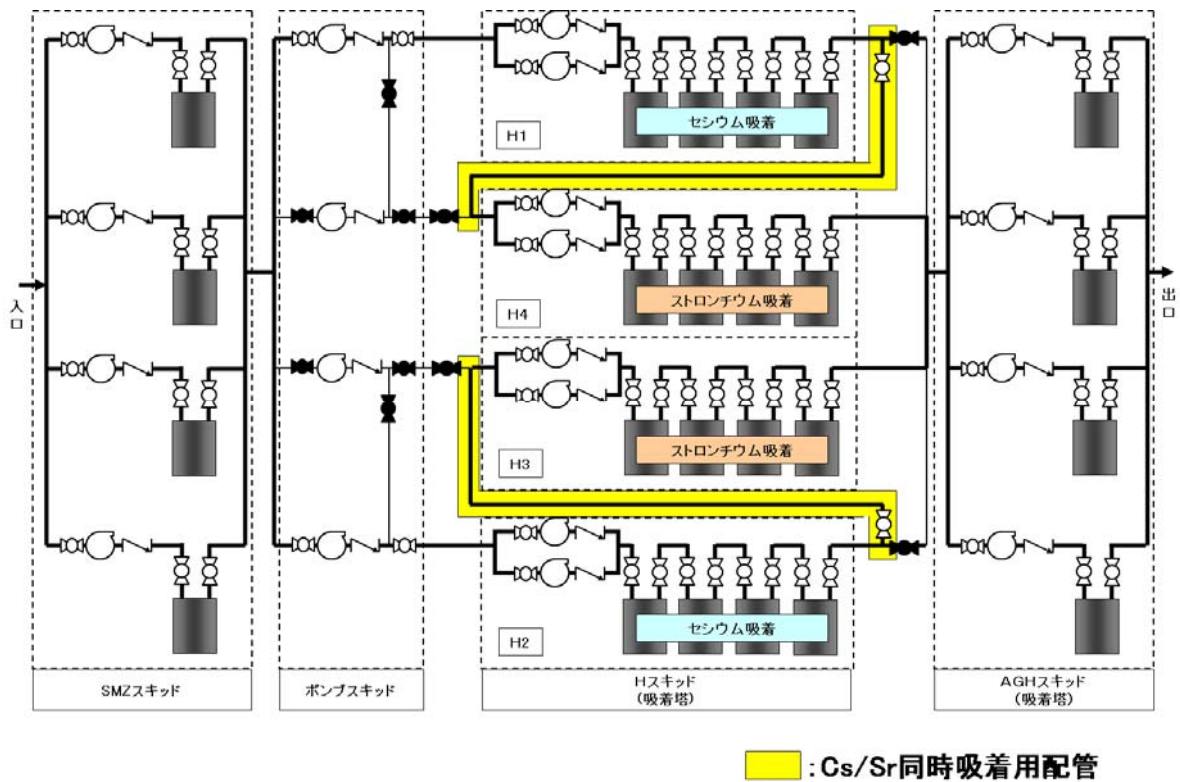 セシウム吸着
H1
入口
ストロンチウム吸着
H4
出口
ストロンチウム吸着
H3
セシウム吸着
H2
SMZスキッド
ポンプスキッド
Hスキッド
(吸着塔)
AGHスキッド
(吸着塔)
:Cs/Sr同時吸着用配管